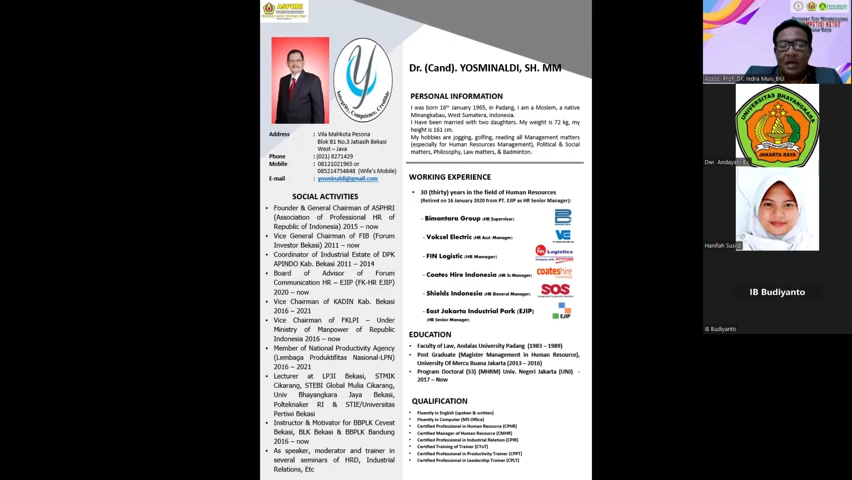 ASPHRI
Y
Integrity, Competence, Credible
Address : Vila Mahkota Pesona
Blok B1 No.3 Jatiasih Bekasi
West – Java
Phone : (021) 8271429
Mobile : 08121021965 or
085214754848 (Wife's Mobile)
E-mail : yosminaldi@gmail.com
SOCIAL ACTIVITIES
• Founder & General Chairman of ASPHRI
(Association of Professional HR of
Republic of Indonesia) 2015 – now
• Vice General Chairman of FIB (Forum
Investor Bekasi) 2011 – now
• Coordinator of Industrial Estate of DPK
APINDO Kab. Bekasi 2011 – 2014
• Board of Advisor of Forum
Communication HR – EJIP (FK-HR EJIP)
2020 – now
• Vice Chairman of KADIN Kab. Bekasi
2016 – 2021
• Vice Chairman of FKLPI – Under
Ministry of Manpower of Republic
Indonesia 2016 – now
• Member of National Productivity Agency
(Lembaga Produktifitas Nasional-LPN)
2016 – 2021
• Lecturer at LP3I Bekasi, STMIK
Cikarang, STEBI Global Mulia Cikarang,
Univ Bhayangkara Jaya Bekasi,
Polteknaker RI & STIE/Universitas
Pertiwi Bekasi
• Instructor & Motivator for BBPLK Cevest
Bekasi, BLK Bekasi & BBPLK Bandung
2016 – now
• As speaker, moderator and trainer in
several seminars of HRD, Industrial
Relations, Etc
Dr. (Cand). YOSMINALDI, SH. MM
PERSONAL INFORMATION
I was born 16th January 1965, in Padang, I am a Moslem, a native
Minangkabau, West Sumatera, Indonesia.
I Have been married with two daughters. My weight is 72 kg, my
height is 161 cm.
My hobbies are jogging, golfing, reading all Management matters
(especially for Human Resources Management), Political & Social
matters, Philosophy, Law matters, & Badminton.
WORKING EXPERIENCE
• 30 (thirty) years in the field of Human Resources
(Retired on 16 January 2020 from PT. EJIP as HR Senior Manager)
- Bimantara Group (HR Supervisor)
- Voksel Electric (HR Asst. Manager)
VE
- FIN Logistic (HR Manager)
fin Logistics
- Coates Hire Indonesia (HR Sr.Manager)
coateshire
Indonesia
- Shields Indonesia (HR General Manager)
SOS
- East Jakarta Industrial Park (EJIP)
(HR Senior Manager)
EJIP
EDUCATION
• Faculty of Law, Andalas University Padang (1983 – 1989)
• Post Graduate (Magister Management in Human Resource),
University of Mercu Buana Jakarta (2013 – 2016)
• Program Doctoral (S3) (MHRM) Univ. Negeri Jakarta (UNJ) -
2017 – Now
QUALIFICATION
• Fluently in English (spoken & written)
• Fluently in Computer (MS Office)
• Certified Professional in Human Resource (CPHR)
• Certified Manager of Human Resource (CMHR)
• Certified Professional in Industrial Relation (CPIR)
• Certified Training of Trainer (CToT)
• Certified Professional in Productivity Trainer (CPPT)
• Certified Professional in Leadership Trainer (CPLT)
KOMPETISI KETAT
Assoc. Prof. Dr. Indra Muis_BIU
UNIVERSITAS BHAYANGKARA
JAKARTA RAYA
Hanifah Susilo
IB Budiyanto
IB Budiyanto